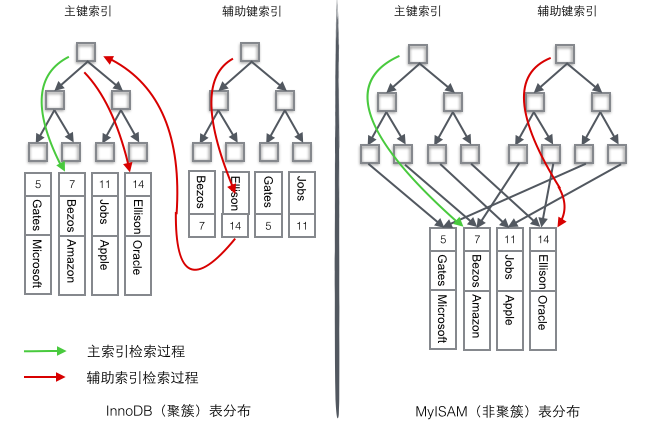 主键索引
辅助键索引
5
Gates
Microsoft
7
Bezos
Amazon
11
Jobs
Apple
14
Ellison
Oracle
Bezos
7
Ellison
14
Gates
5
Jobs
11
主索引检索过程
辅助索引检索过程
InnoDB（聚簇）表分布
主键索引
辅助键索引
5
Gates
Microsoft
7
Bezos
Amazon
11
Jobs
Apple
14
Ellison
Oracle
MyISAM（非聚簇）表分布